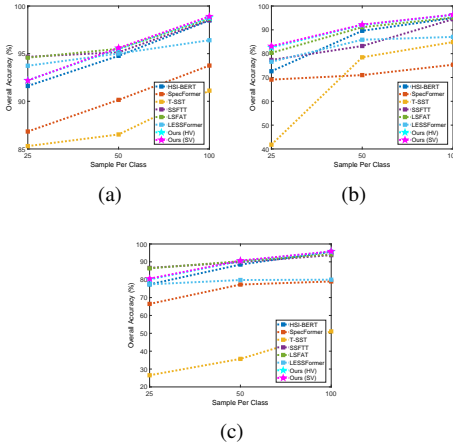 100
95
90
85
Overall Accuracy (%)
25
50
100
Sample Per Class
HSI-BERT
SpecFormer
T-SST
SSFTT
LSFAT
LESSFormer
Ours (HV)
Ours (SV)
(a)
100
90
80
70
60
50
40
Overall Accuracy (%)
25
50
100
Sample Per Class
HSI-BERT
SpecFormer
T-SST
SSFTT
LSFAT
LESSFormer
Ours (HV)
Ours (SV)
(b)
100
90
80
70
60
50
40
30
20
Overall Accuracy (%)
25
50
100
Sample Per Class
HSI-BERT
SpecFormer
T-SST
SSFTT
LSFAT
LESSFormer
Ours (HV)
Ours (SV)
(c)